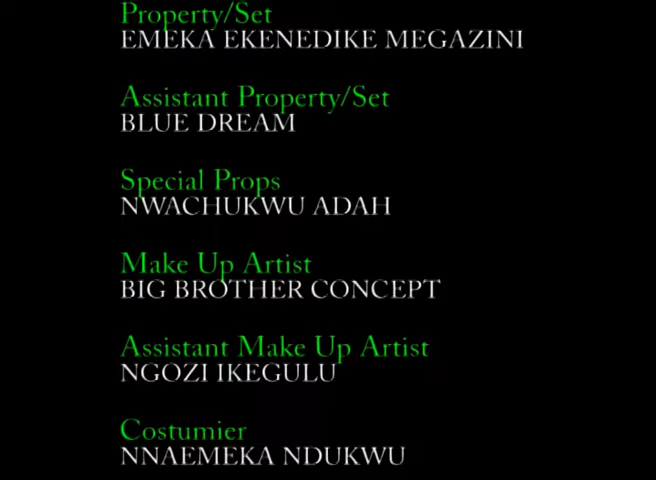 Property/Set
EMEKA EKENEDIKE MEGAZINI
Assistant Property/Set
BLUE DREAM
Special Props
NWACHUKWU ADAH
Make Up Artist
BIG BROTHER CONCEPT
Assistant Make Up Artist
NGOZI IKEGULU
Costumier
NNAEMEKA NDUKWU